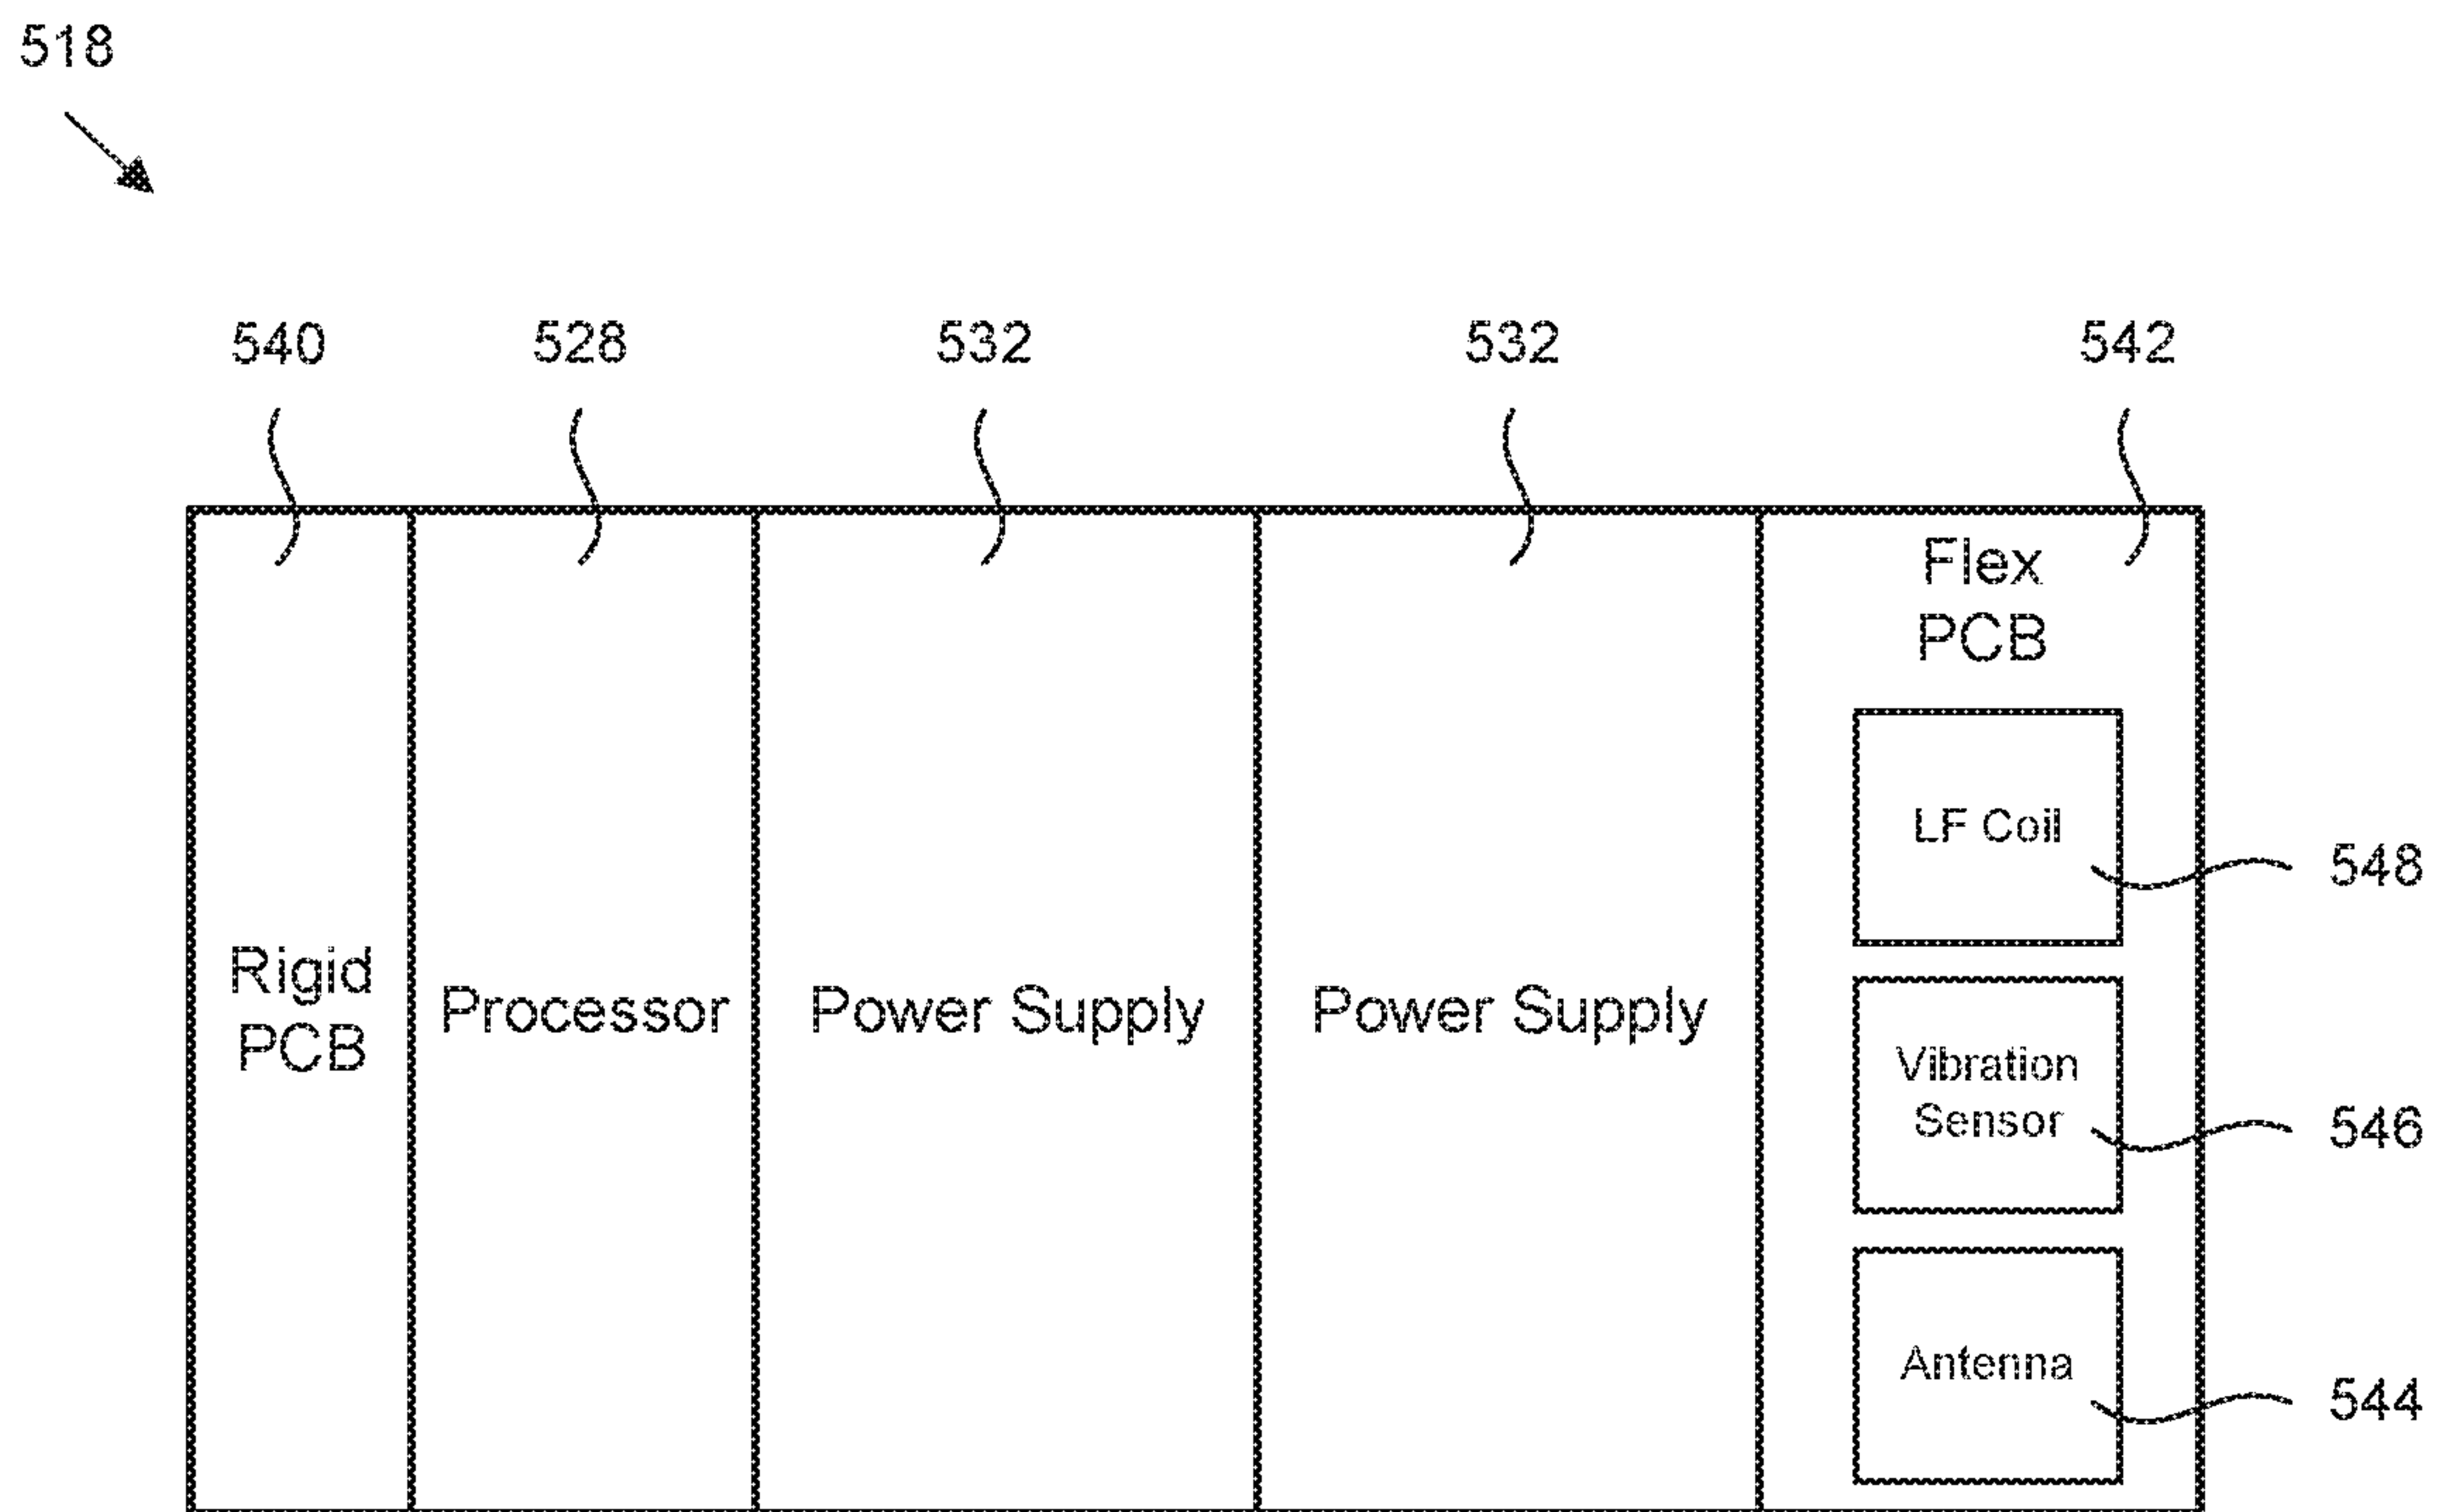 518
540
528
532
532
542
Flex
PCB
LF Coil
548
Rigid
PCB
Processor
Power Supply
Power Supply
Vibration
Sensor
546
Antenna
544